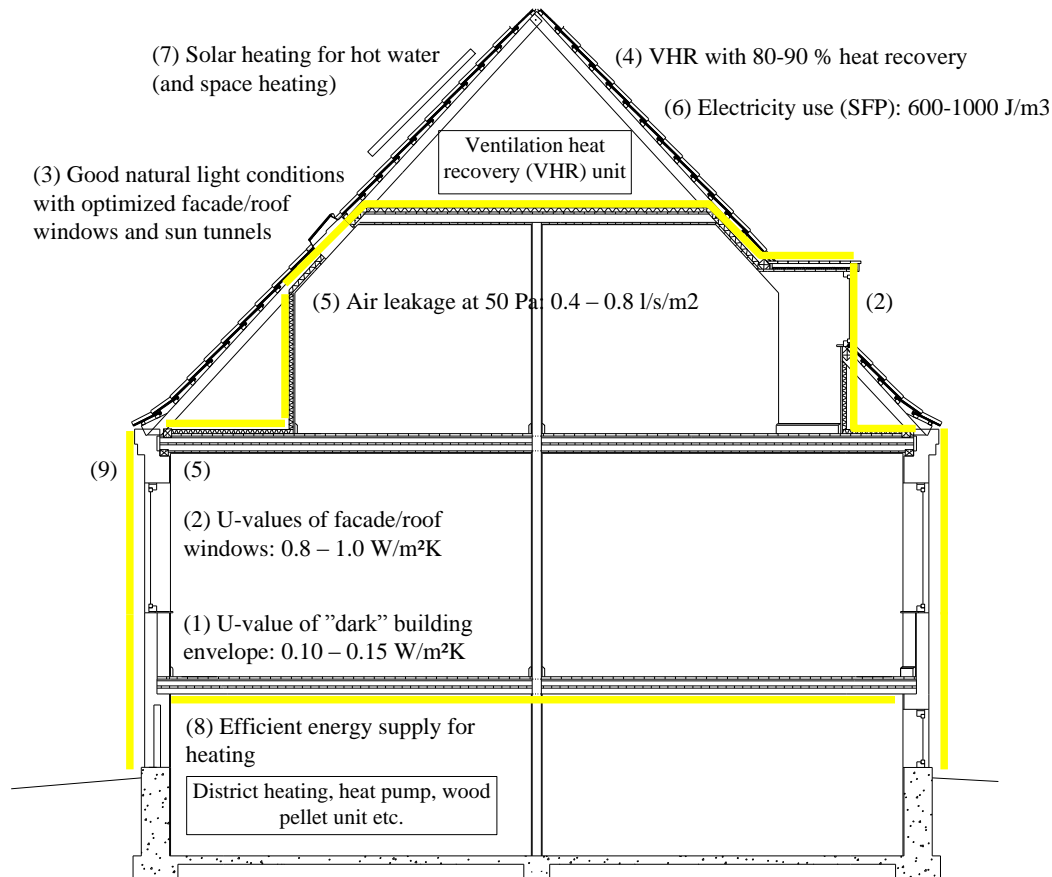 (7) Solar heating for hot water
(and space heating)
(4) VHR with 80-90 % heat recovery
(6) Electricity use (SFP): 600-1000 J/m3
Ventilation heat
recovery (VHR) unit
(3) Good natural light conditions
with optimized facade/roof
windows and sun tunnels
(5) Air leakage at 50 Pa: 0.4 – 0.8 l/s/m2
(2)
(9)
(5)
(2) U-values of facade/roof
windows: 0.8 – 1.0 W/m²K
(1) U-value of ”dark” building
envelope: 0.10 – 0.15 W/m²K
(8) Efficient energy supply for
heating
District heating, heat pump, wood
pellet unit etc.